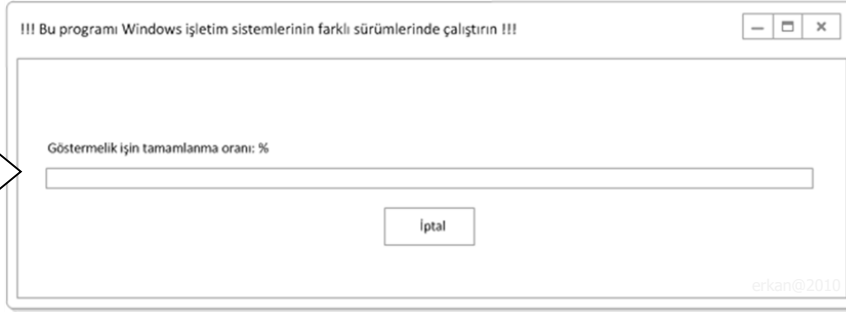 !!! Bu programı Windows işletim sistemlerinin farklı sürümlerinde çalıştırın !!!
Göstermelik işin tamamlanma oranı: %
İptal
erkan@2010